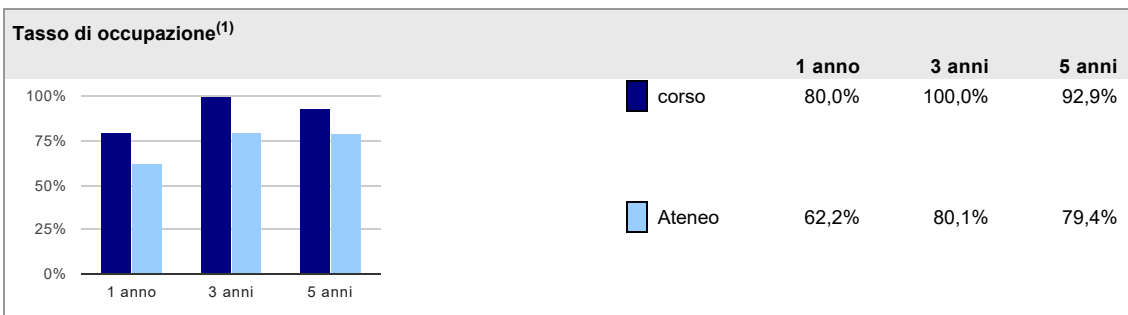 Tasso di occupazione(1)
1 anno 3 anni 5 anni
corso 80,0% 100,0% 92,9%
Ateneo 62,2% 80,1% 79,4%
100%
75%
50%
25%
0%
1 anno 3 anni 5 anni